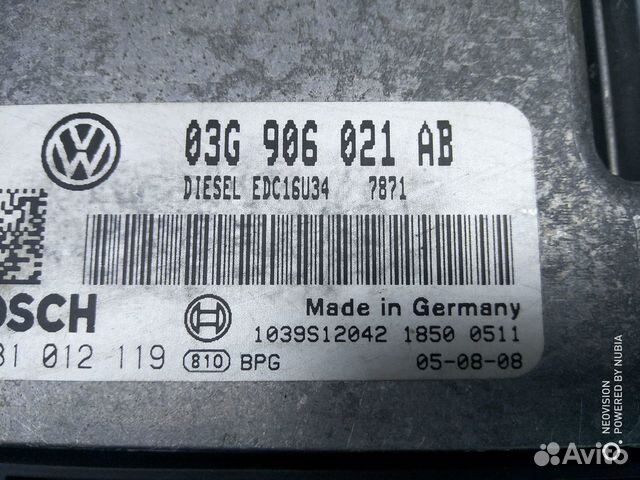 03G 906 021 AB
DIESEL EDC16U34 7871
OSCH
Made in Germany
1039S12042 1850 0511
31 012 119 810 BPG 05-08-08
NEOVISION
POWERED BY NUBIA
Avito